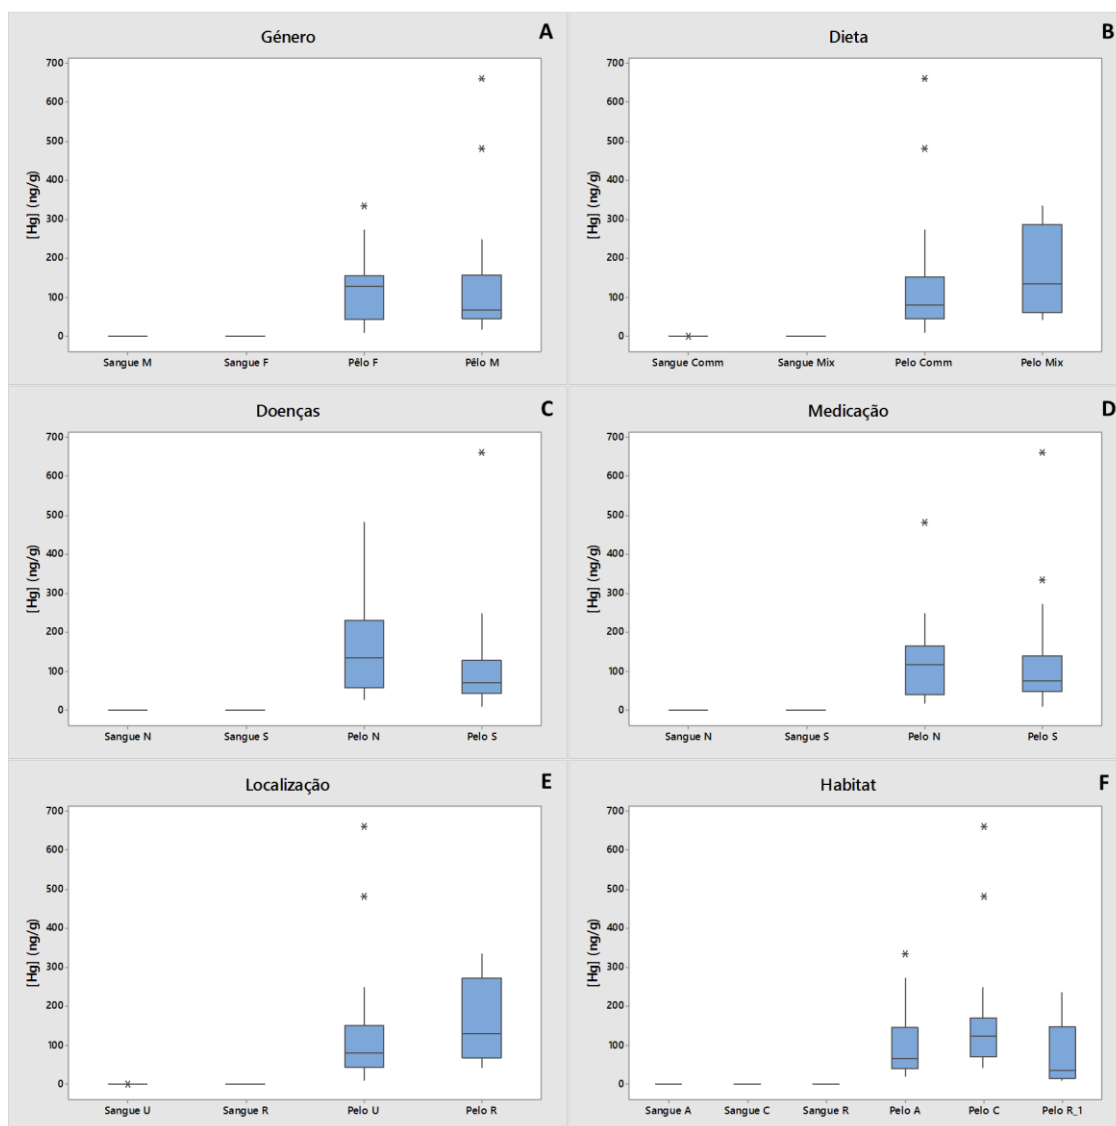 Género
A
[Hg] (ng/g)
700
600
500
400
300
200
100
0
Sangue M
Sangue F
Pêlo F
Pêlo M
Dieta
B
[Hg] (ng/g)
700
600
500
400
300
200
100
0
Sangue Comm
Sangue Mix
Pelo Comm
Pelo Mix
Doenças
C
[Hg] (ng/g)
700
600
500
400
300
200
100
0
Sangue N
Sangue S
Pelo N
Pelo S
Medicação
D
[Hg] (ng/g)
700
600
500
400
300
200
100
0
Sangue N
Sangue S
Pelo N
Pelo S
Localização
E
[Hg] (ng/g)
700
600
500
400
300
200
100
0
Sangue U
Sangue R
Pelo U
Pelo R
Habitat
F
[Hg] (ng/g)
700
600
500
400
300
200
100
0
Sangue A
Sangue C
Sangue R
Pelo A
Pelo C
Pelo R_1